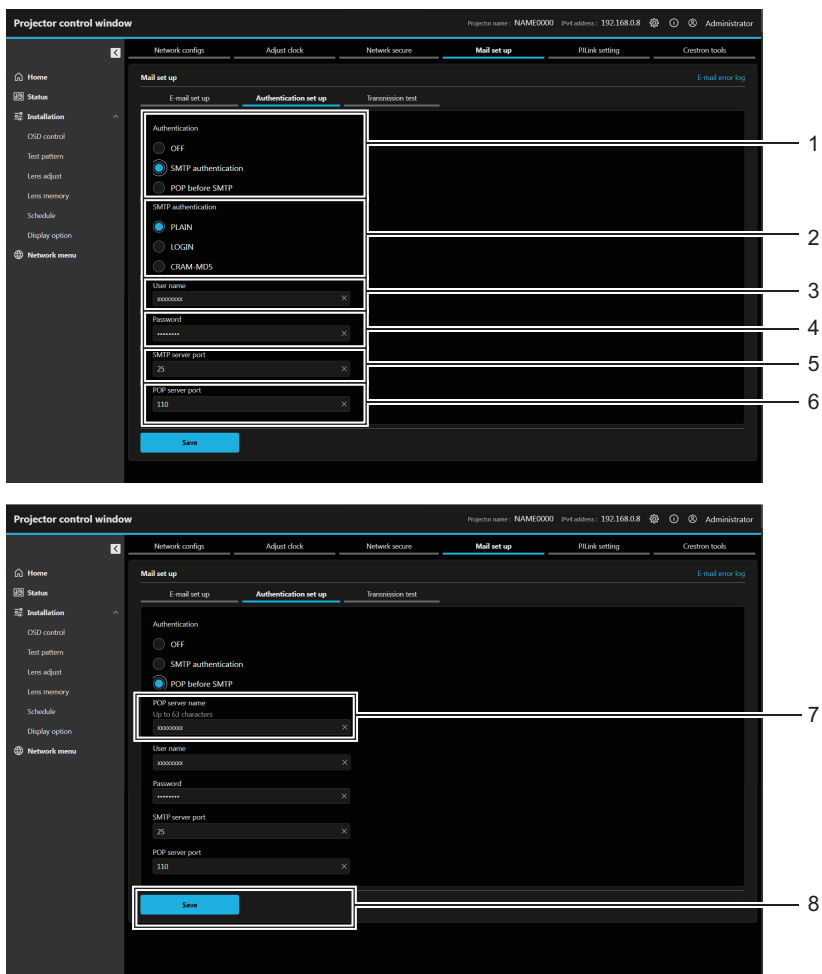 Projector control window
Projector name : NAME0000 IPv4 address : 192.168.0.8 Administrator
Network configs Adjust clock Netwrk secure Mail set up PJLink setting Crestron tools
Home
Mail set up E-mail error log
Status
E-mail set up Authentication set up Transmission test
Installation
OSD control
Test pattern
Lens adjust
Lens memory
Schedule
Display option
Network menu
Authentication
OFF
SMTP authentication
POP before SMTP
1
SMTP authentication
PLAIN
LOGIN
CRAM-MD5
2
User name
xxxxxxxx
3
Password
••••••••
4
SMTP server port
25
5
POP server port
110
6
Save
Projector control window
Projector name : NAME0000 IPv4 address : 192.168.0.8 Administrator
Network configs Adjust clock Netwrk secure Mail set up PJLink setting Crestron tools
Home
Mail set up E-mail error log
Status
E-mail set up Authentication set up Transmission test
Installation
OSD control
Test pattern
Lens adjust
Lens memory
Schedule
Display option
Network menu
Authentication
OFF
SMTP authentication
POP before SMTP
POP server name
Up to 63 characters
xxxxxxxx
7
User name
xxxxxxxx
Password
••••••••
SMTP server port
25
POP server port
110
Save
8